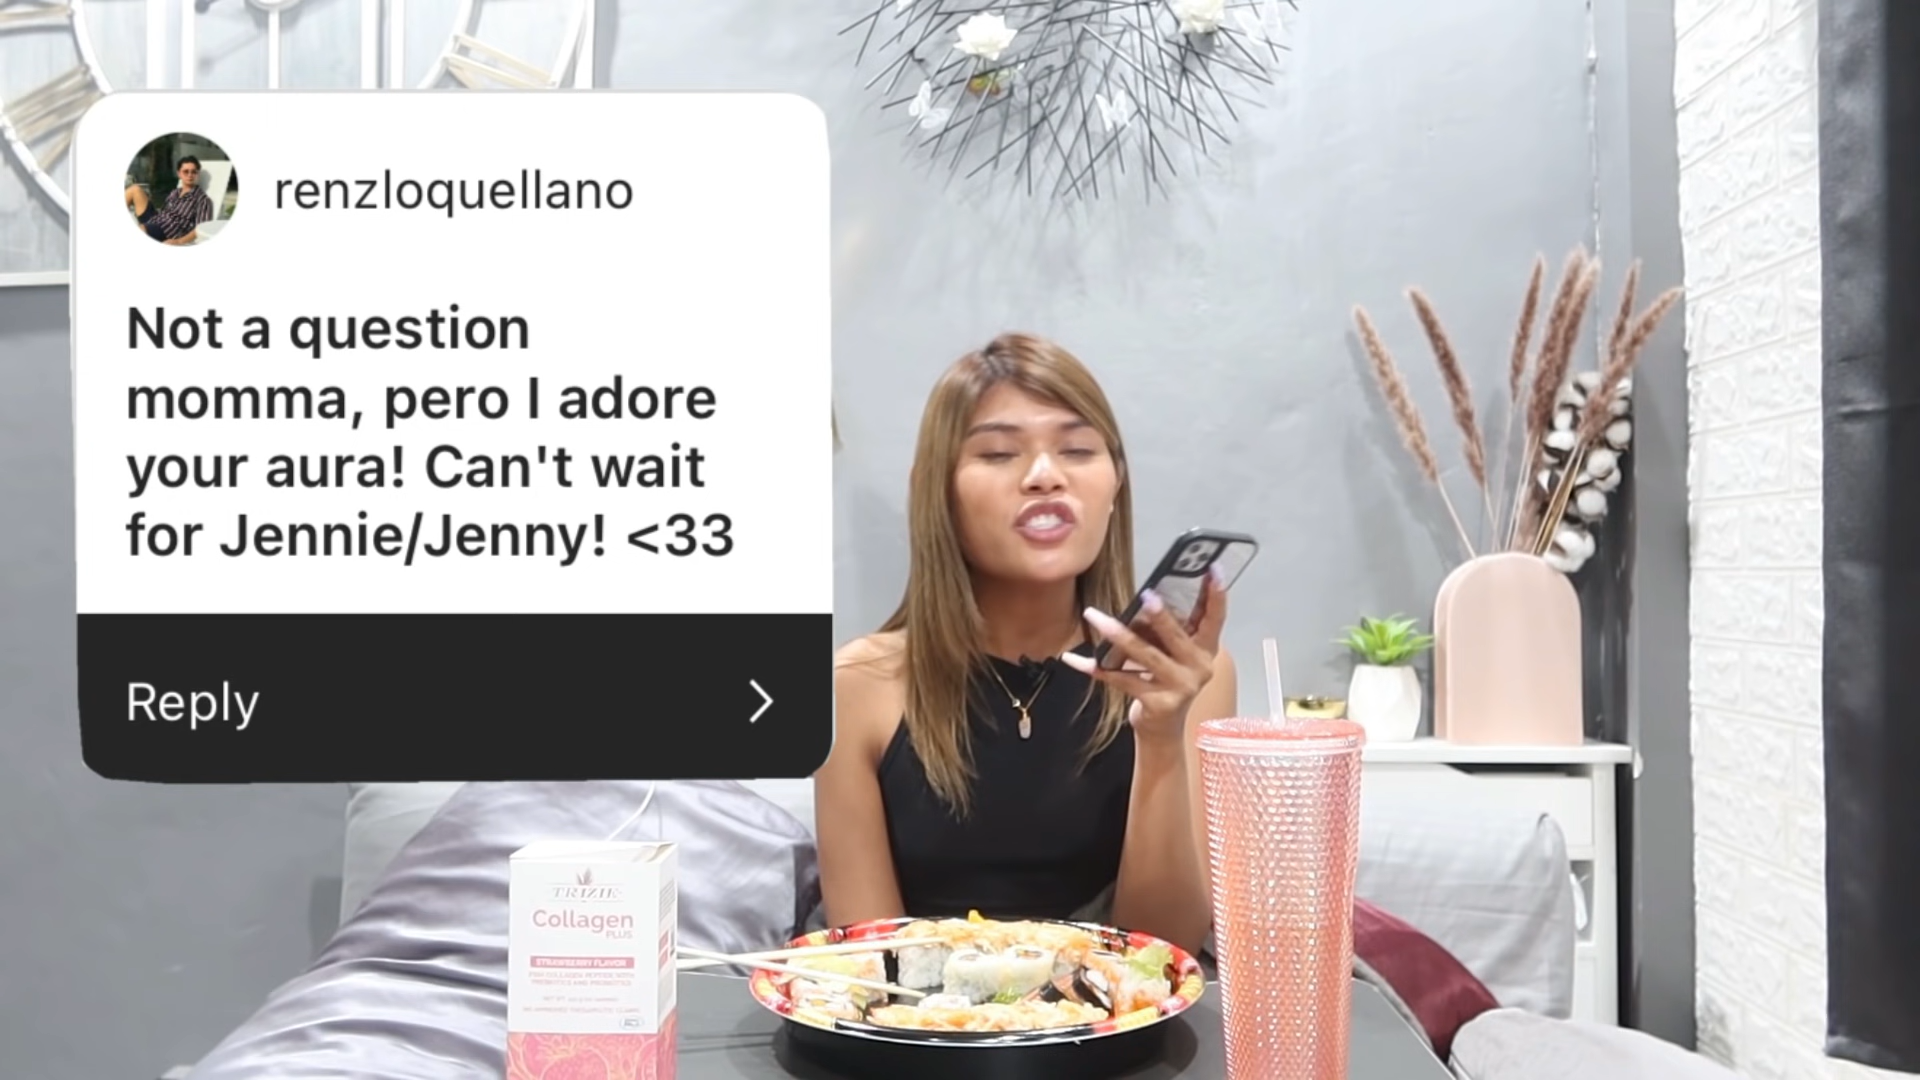 renzloquellano
Not a question
momma, pero I adore
your aura! Can't wait
for Jennie/Jenny! <33
Reply
TRIZIE
Collagen
PLUS
STRAWBERRY FLAVOR